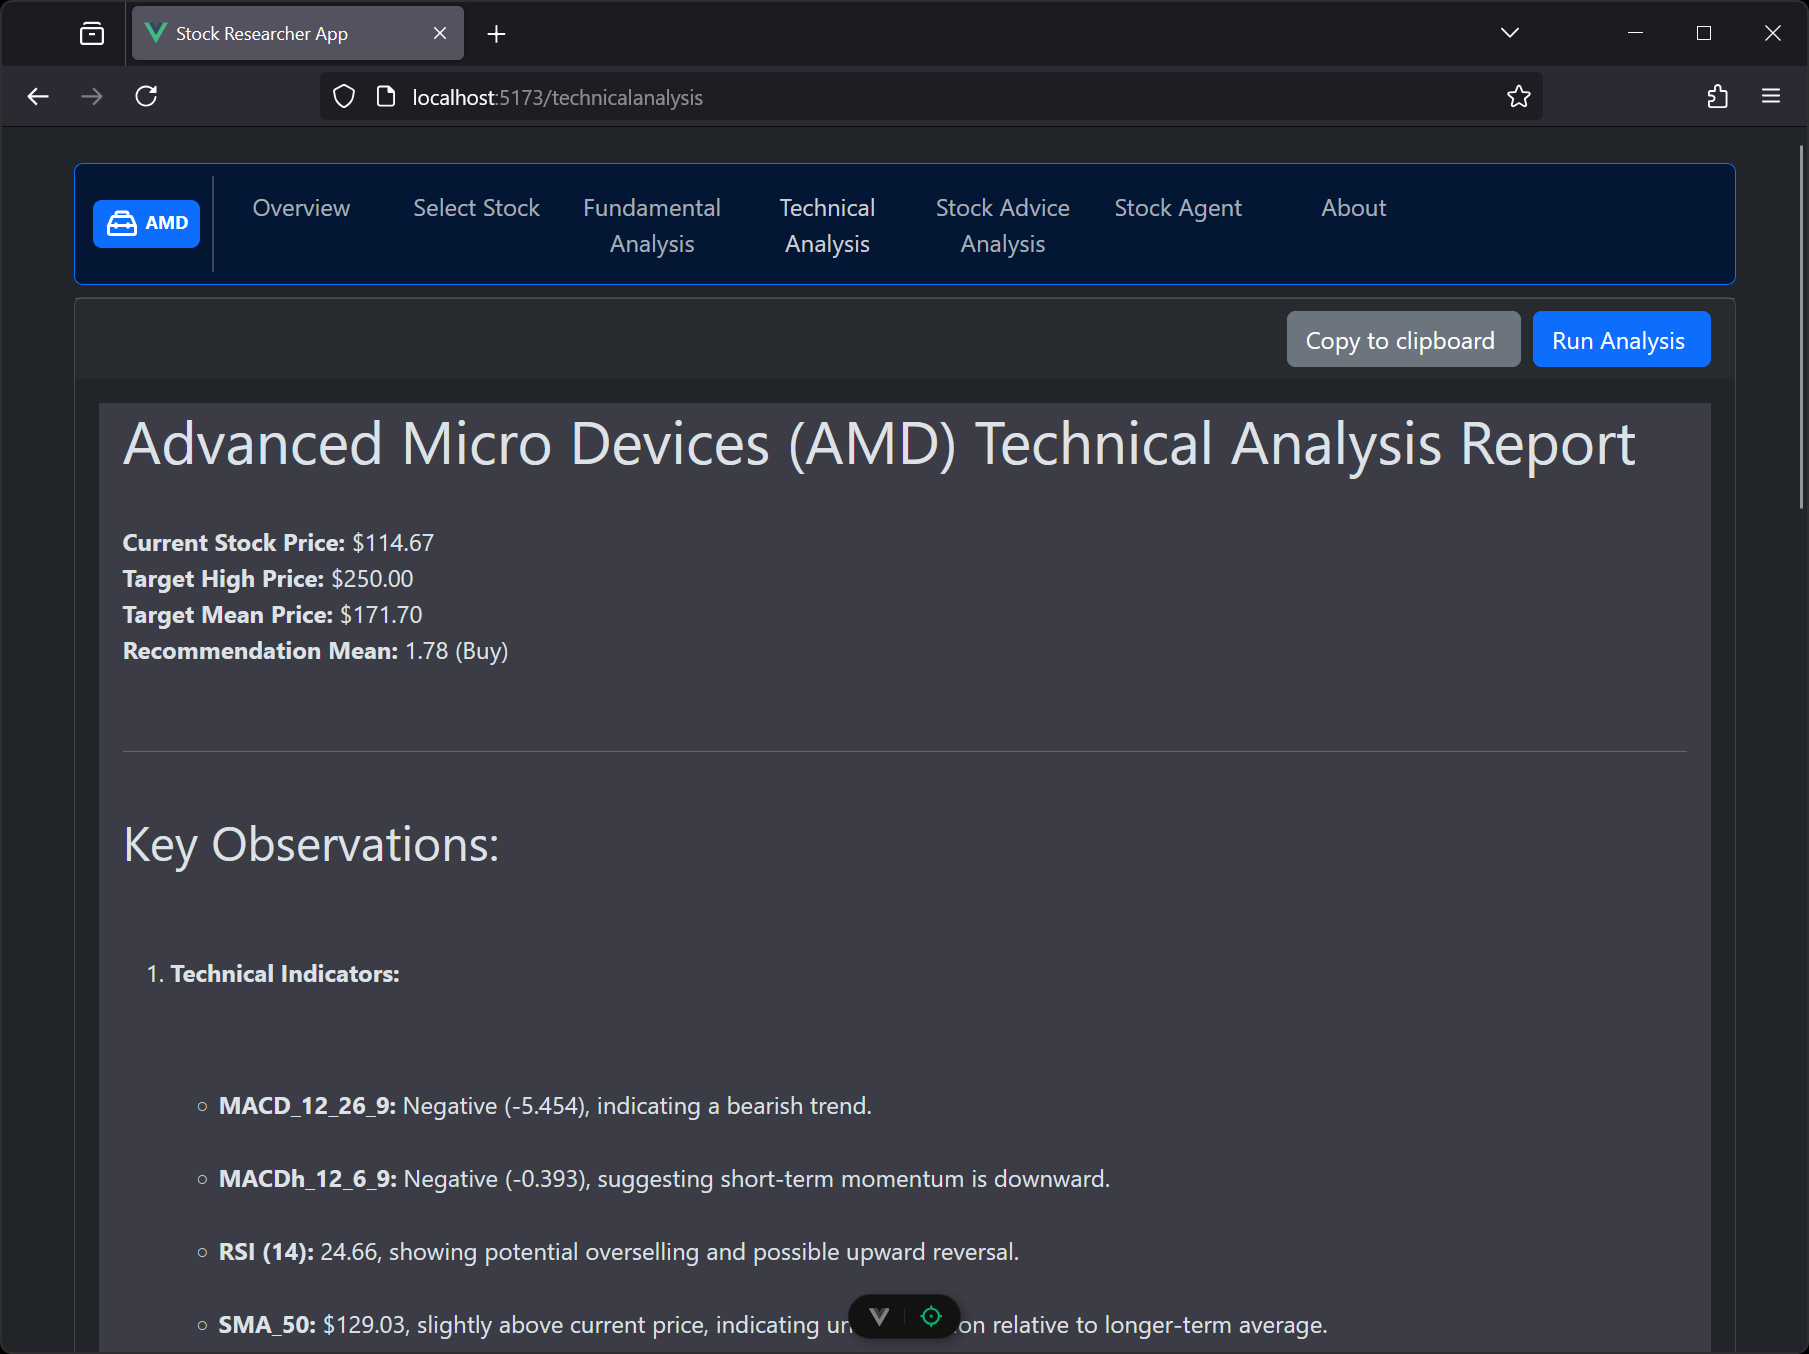 Stock Researcher App
localhost:5173/technicalanalysis
AMD
Overview
Select Stock
Fundamental
Analysis
Technical
Analysis
Stock Advice
Analysis
Stock Agent
About
Copy to clipboard
Run Analysis
Advanced Micro Devices (AMD) Technical Analysis Report
Current Stock Price: $114.67
Target High Price: $250.00
Target Mean Price: $171.70
Recommendation Mean: 1.78 (Buy)
Key Observations:
1. Technical Indicators:
MACD_12_26_9: Negative (-5.454), indicating a bearish trend.
MACDh_12_6_9: Negative (-0.393), suggesting short-term momentum is downward.
RSI (14): 24.66, showing potential overselling and possible upward reversal.
SMA_50: $129.03, slightly above current price, indicating relative to longer-term average.